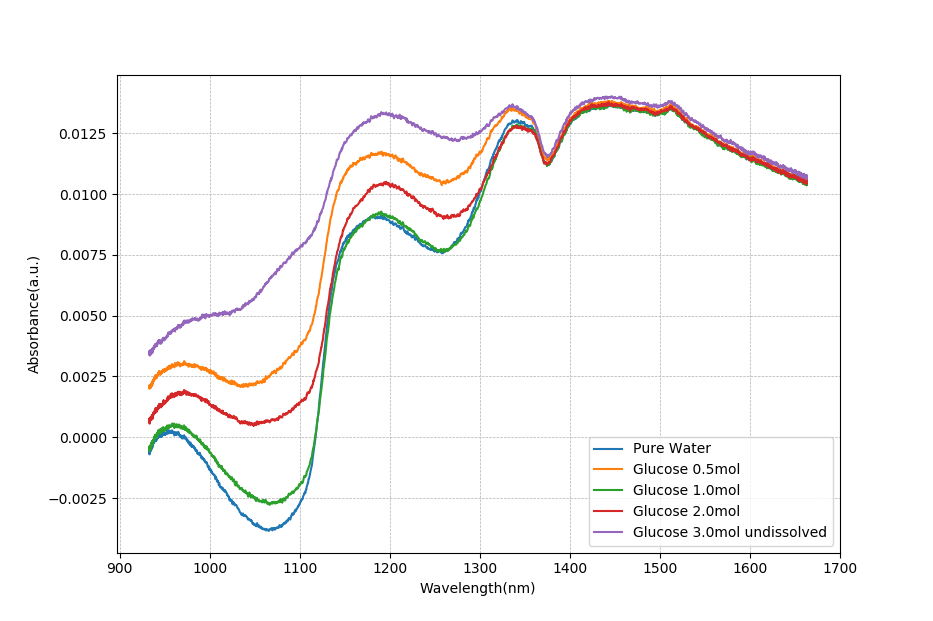 Absorbance(a.u.)
0.0125
0.0100
0.0075
0.0050
0.0025
0.0000
−0.0025
Pure Water
Glucose 0.5mol
Glucose 1.0mol
Glucose 2.0mol
Glucose 3.0mol undissolved
900 1000 1100 1200 1300 1400 1500 1600 1700
Wavelength(nm)